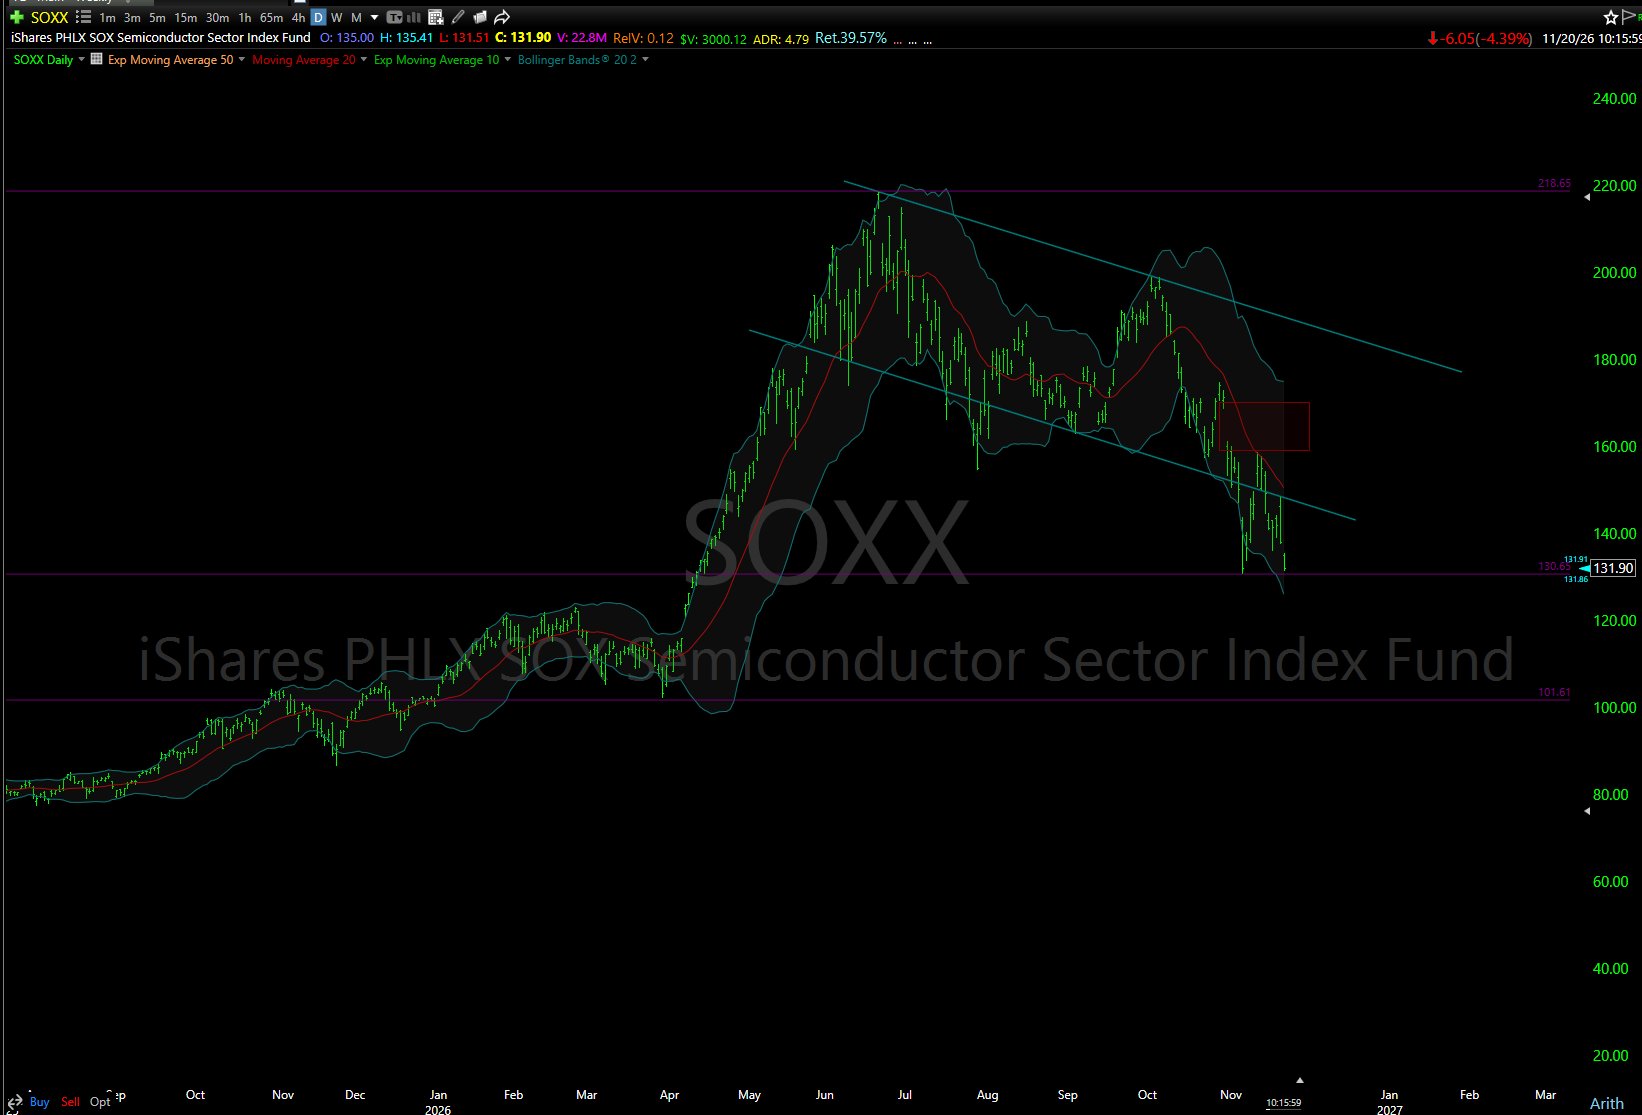 SOXX 1m 3m 5m 15m 30m 1h 65m 4h D W M
iShares PHLX SOX Semiconductor Sector Index Fund O: 135.00 H: 135.41 L: 131.51 C: 131.90 V: 22.8M RelV: 0.12 $V: 3000.12 ADR: 4.79 Ret.39.57% ... ... ... -6.05(-4.39%) 11/20/26 10:15:59
SOXX Daily Exp Moving Average 50 Moving Average 20 Exp Moving Average 10 Bollinger Bands® 20 2
240.00
218.65
220.00
200.00
180.00
160.00
SOXX
140.00
131.91
130.65
131.90
131.86
120.00
iShares PHLX SOX Semiconductor Sector Index Fund
101.61
100.00
80.00
60.00
40.00
20.00
Oct Nov Dec Jan Feb Mar Apr May Jun Jul Aug Sep Oct Nov Jan Feb Mar
Buy Sell Opt 2026 10:15:59 2027 Arith